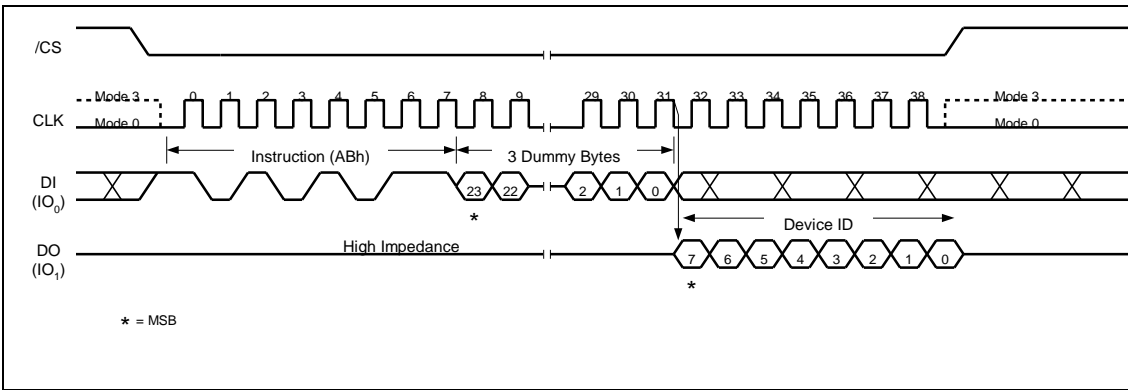 /CS
Mode 3 0 1 2 3 4 5 6 7 8 9 29 30 31 32 33 34 35 36 37 38 Mode 3
CLK
Mode 0 Mode 0
Instruction (ABh) 3 Dummy Bytes
DI
(IO0)
23 22 2 1 0
*
Device ID
DO
(IO1)
High Impedance
7 6 5 4 3 2 1 0
*
* = MSB